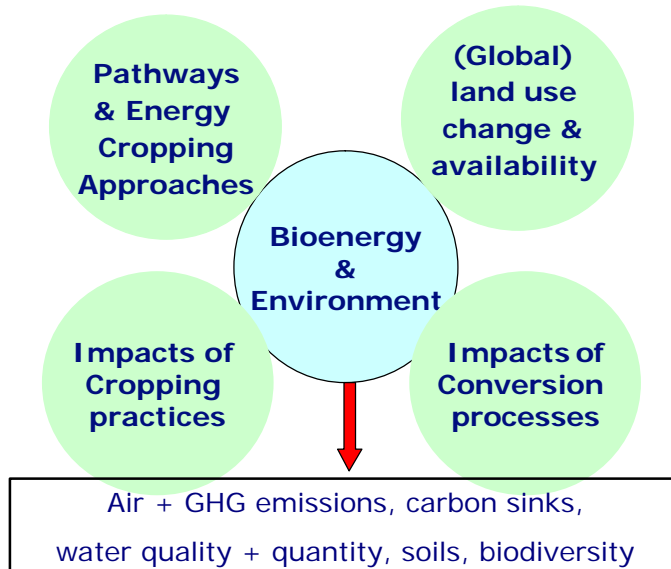 Pathways
& Energy
Cropping
Approaches
(Global)
land use
change &
availability
Bioenergy
&
Environment
Impacts of
Cropping
practices
Impacts of
Conversion
processes
Air + GHG emissions, carbon sinks,
water quality + quantity, soils, biodiversity